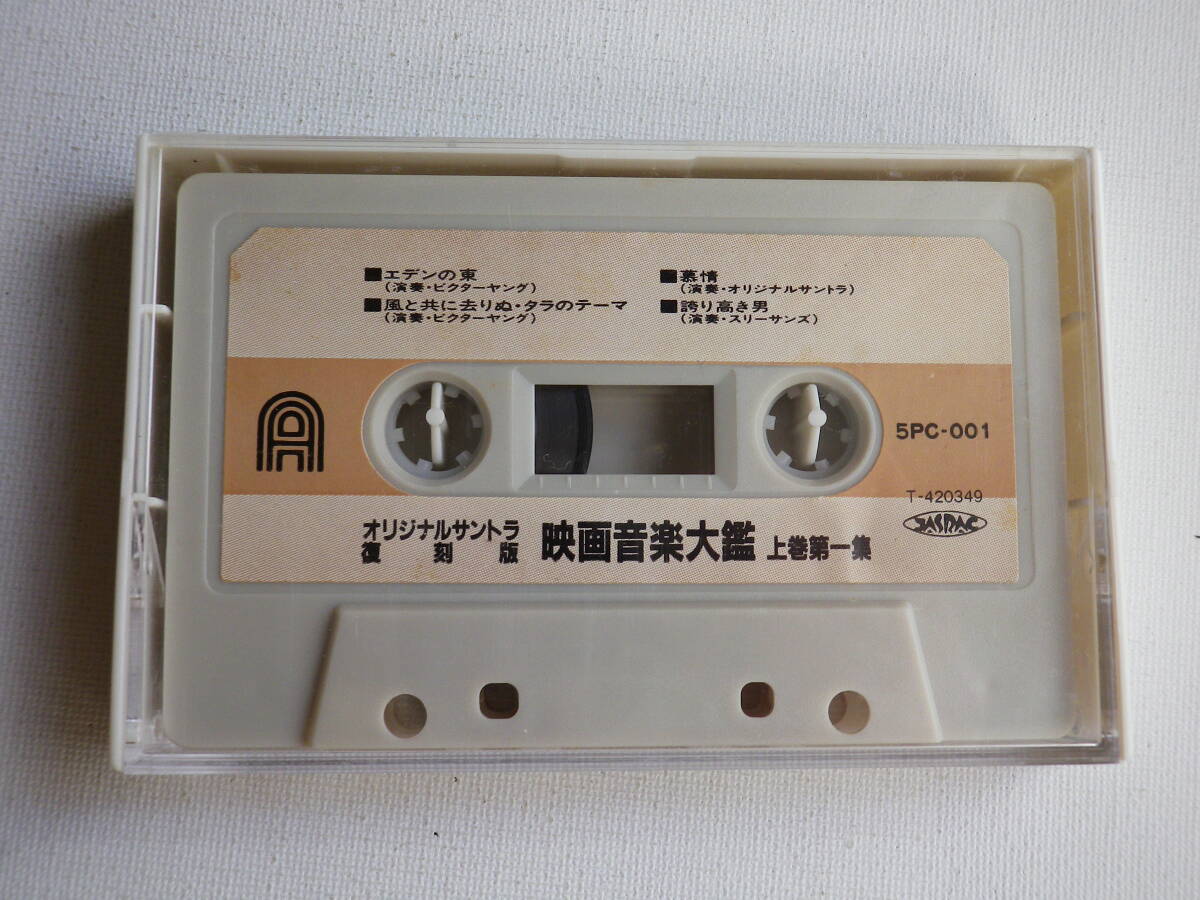 ■エデンの東
(演奏・ビクターヤング)
■風と共に去りぬ・タラのテーマ
(演奏・ビクターヤング)
■慕情
(演奏・オリジナルサントラ)
■誇り高き男
(演奏・スリーサンズ)
A
5PC-001
T-420349
JASRAC
オリジナルサントラ
復刻版
映画音楽大鑑 上巻第一集